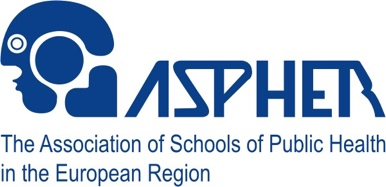 ASPHER
The Association of Schools of Public Health
in the European Region